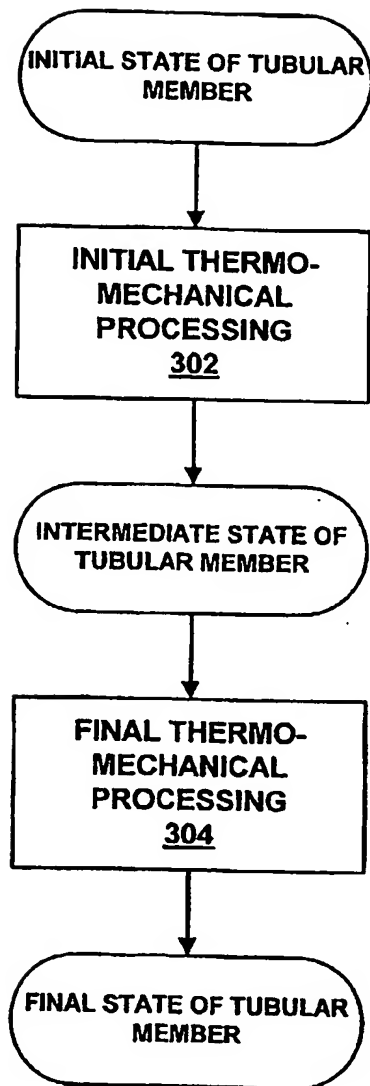 INITIAL STATE OF TUBULAR
MEMBER
INITIAL THERMO-
MECHANICAL
PROCESSING
302
INTERMEDIATE STATE OF
TUBULAR MEMBER
FINAL THERMO-
MECHANICAL
PROCESSING
304
FINAL STATE OF TUBULAR
MEMBER